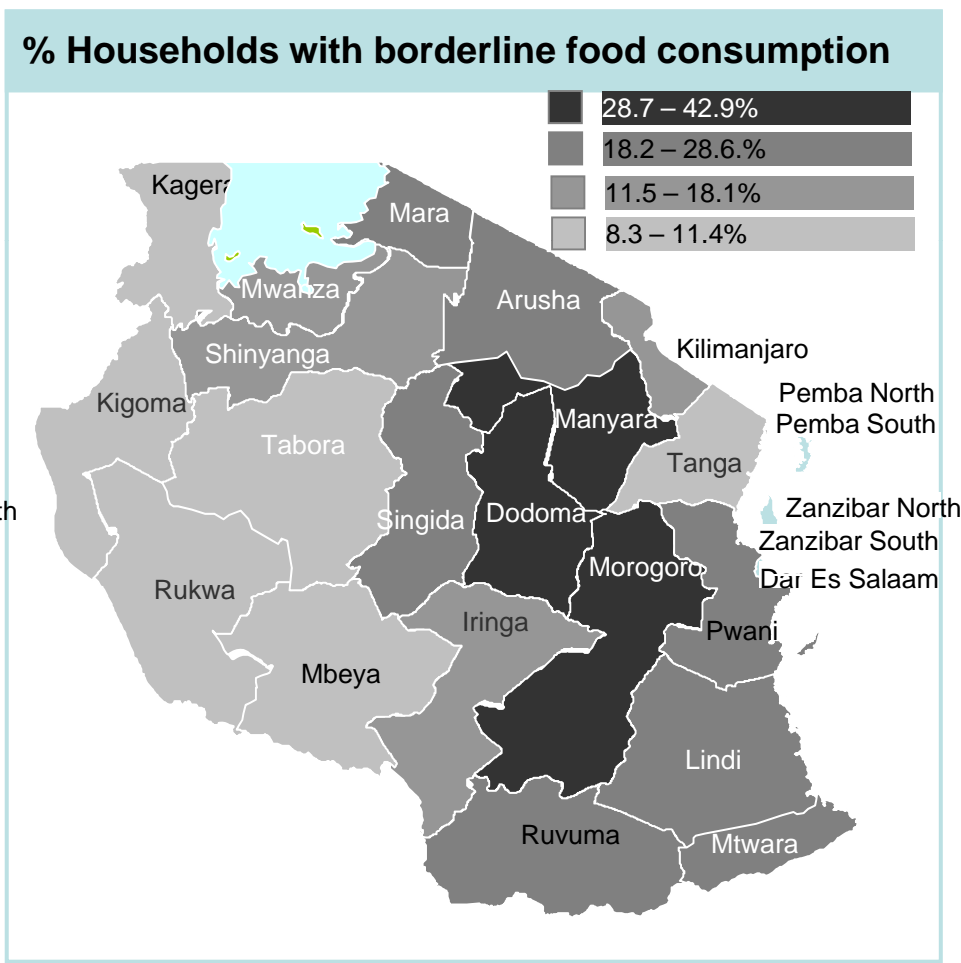 % Households with borderline food consumption
28.7 – 42.9%
18.2 – 28.6.%
11.5 – 18.1%
8.3 – 11.4%
Kagera
Mara
Mwanza
Arusha
Shinyanga
Kilimanjaro
Kigoma
Pemba North
Manyara
Pemba South
Tabora
Tanga
th
Singida
Dodoma
Zanzibar North
Zanzibar South
Morogoro
Dar Es Salaam
Rukwa
Iringa
Pwani
Mbeya
Lindi
Ruvuma
Mtwara